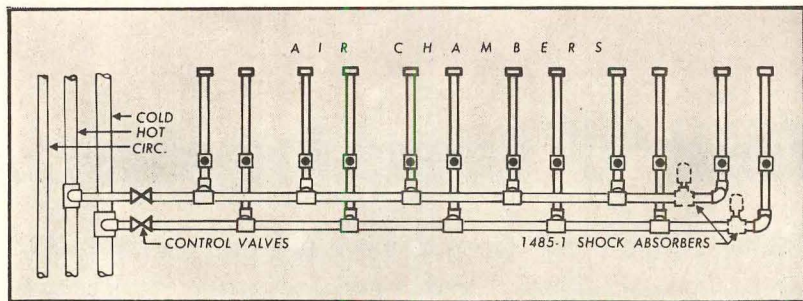 AIR CHAMBERS
COLD
HOT
CIRC.
CONTROL VALVES
1485-1 SHOCK ABSORBERS